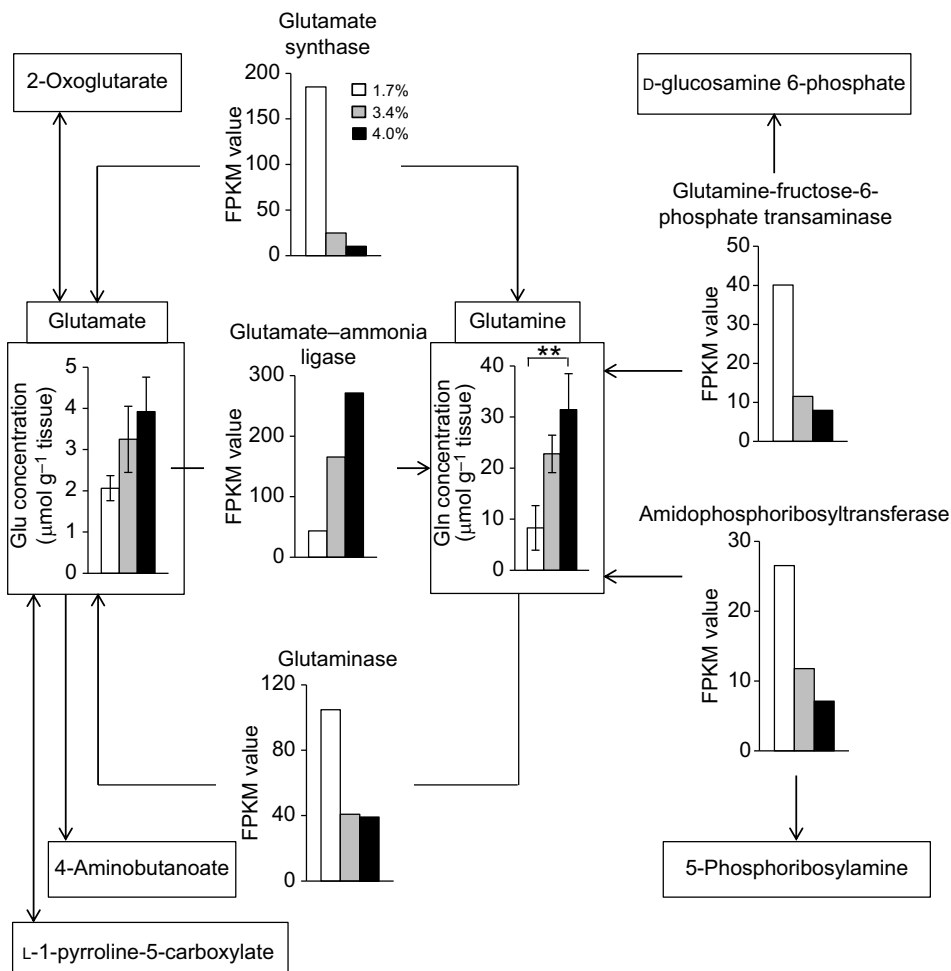 Glutamate
synthase
2-Oxoglutarate
200
150
100
50
0
FPKM value
1.7%
3.4%
4.0%
D-glucosamine 6-phosphate
Glutamine-fructose-6-
phosphate transaminase
50
40
30
20
10
0
FPKM value
Glutamate
5
4
3
2
1
0
Glu concentration
(μmol g–1 tissue)
Glutamate–ammonia
ligase
300
200
100
0
FPKM value
Glutamine
40
30
20
10
0
**
Gln concentration
(μmol g–1 tissue)
Amidophosphoribosyltransferase
30
20
10
0
FPKM value
Glutaminase
120
80
40
0
FPKM value
4-Aminobutanoate
5-Phosphoribosylamine
L-1-pyrroline-5-carboxylate